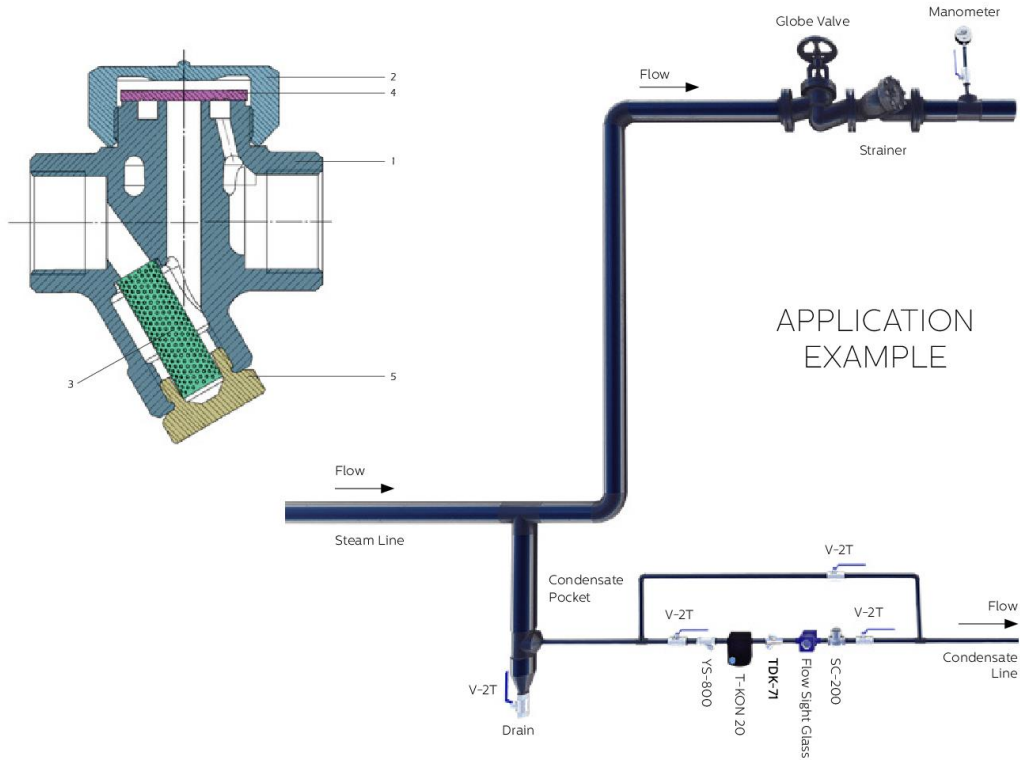 Manometer
Globe Valve
Flow
2
4
1
Strainer
3
5
APPLICATION
EXAMPLE
Flow
Steam Line
Condensate
Pocket
V-2T
V-2T
V-2T
Flow
Condensate
Line
YS-800
T-KON 20
TDK-71
Flow Sight Glass
SC-200
V-2T
Drain